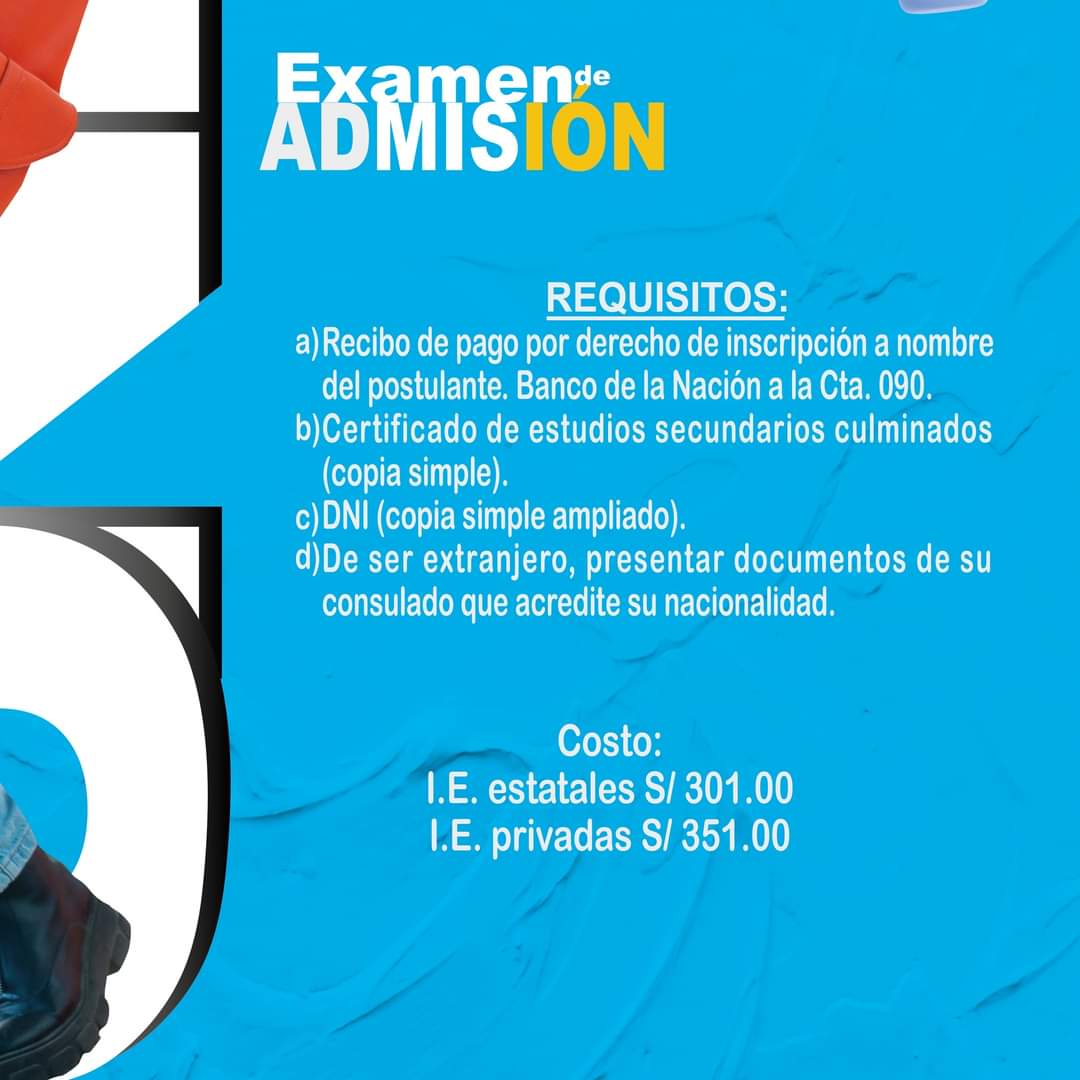 Examen de
ADMISIÓN
REQUISITOS:
a) Recibo de pago por derecho de inscripción a nombre
del postulante. Banco de la Nación a la Cta. 090.
b) Certificado de estudios secundarios culminados
(copia simple).
c) DNI (copia simple ampliado).
d) De ser extranjero, presentar documentos de su
consulado que acredite su nacionalidad.
Costo:
I.E. estatales S/ 301.00
I.E. privadas S/ 351.00